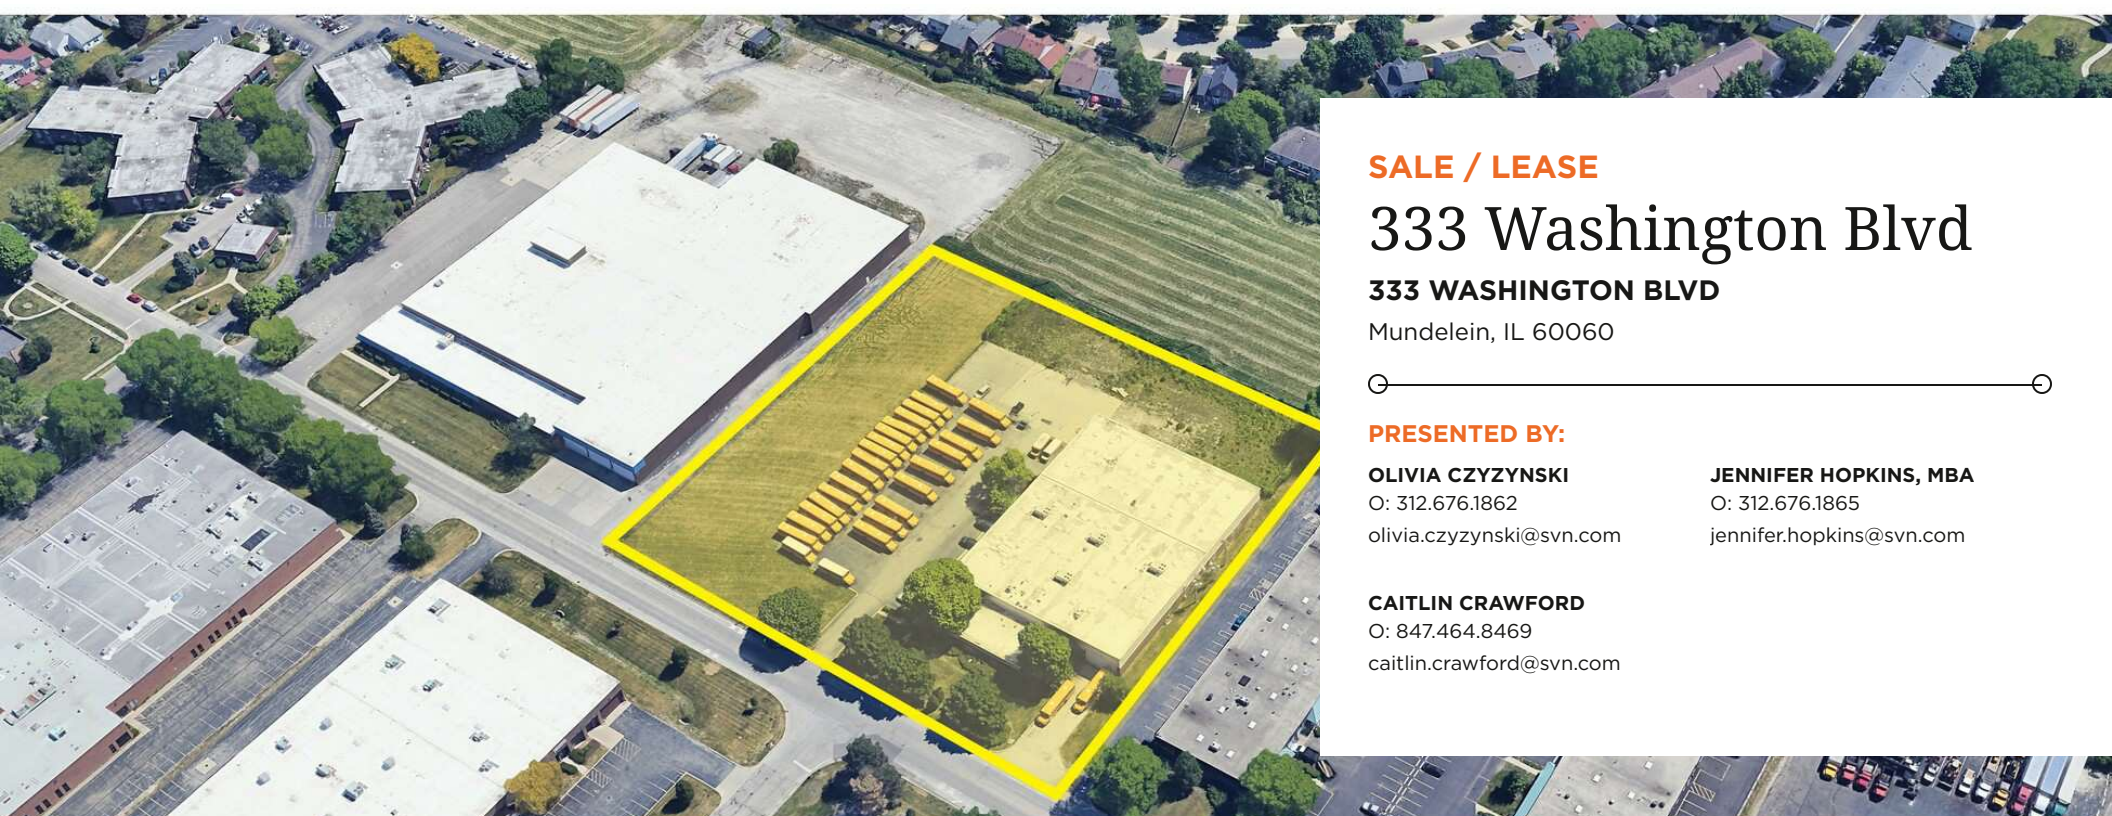 SALE / LEASE
333 Washington Blvd
333 WASHINGTON BLVD
Mundelein, IL 60060
PRESENTED BY:
OLIVIA CZYZYNSKI
O: 312.676.1862
olivia.czyzynski@svn.com
JENNIFER HOPKINS, MBA
O: 312.676.1865
jennifer.hopkins@svn.com
CAITLIN CRAWFORD
O: 847.464.8469
caitlin.crawford@svn.com